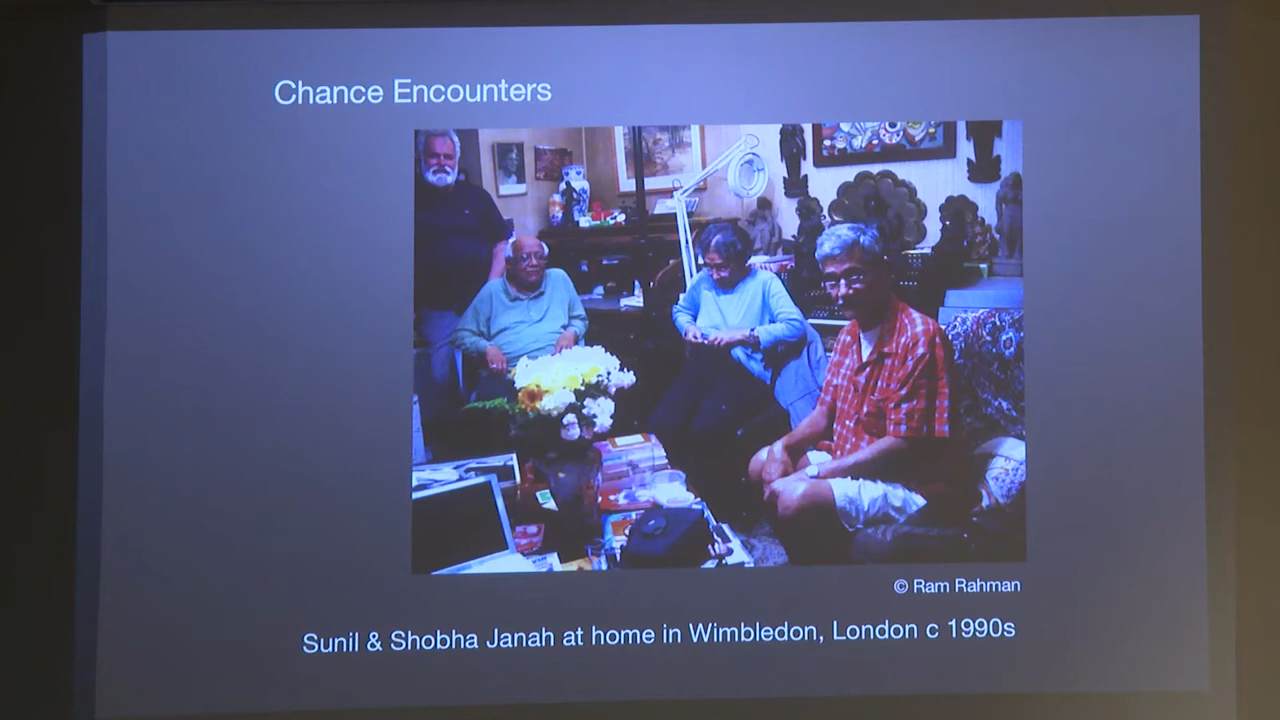 Chance Encounters
© Ram Rahman
Sunil & Shobha Janah at home in Wimbledon, London c 1990s